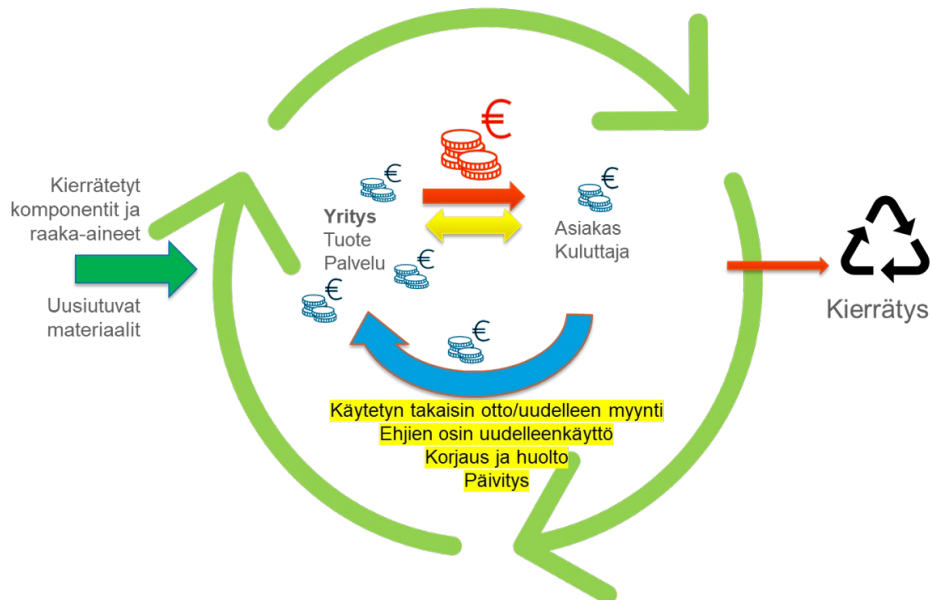 Kierrätetyt
komponentit ja
raaka-aineet
Uusiutuvat
materiaalit
€
€
Yritys
Tuote
Palvelu
€
€
€
Asiakas
Kuluttaja
€
Käytetyn takaisin otto/uudelleen myynti
Ehjien osin uudelleenkäyttö
Korjaus ja huolto
Päivitys
Kierrätys